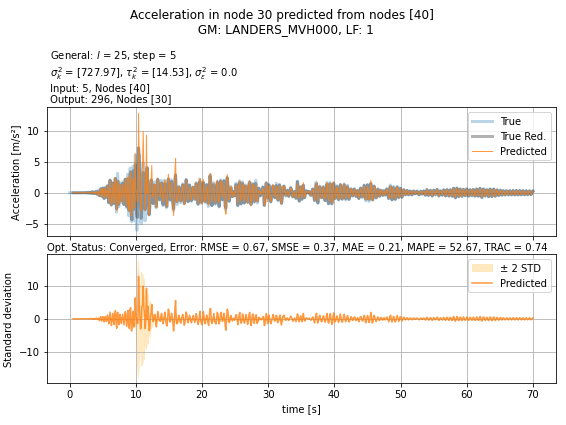 Acceleration in node 30 predicted from nodes [40]
GM: LANDERS_MVH000, LF: 1
General: l = 25, step = 5
σ²ₖ = [727.97], τ²ₖ = [14.53], σ²ε = 0.0
Input: 5, Nodes [40]
Output: 296, Nodes [30]
Acceleration [m/s²]
10
5
0
−5
True
True Red.
Predicted
Opt. Status: Converged, Error: RMSE = 0.67, SMSE = 0.37, MAE = 0.21, MAPE = 52.67, TRAC = 0.74
Standard deviation
10
0
−10
± 2 STD
Predicted
0 10 20 30 40 50 60 70
time [s]